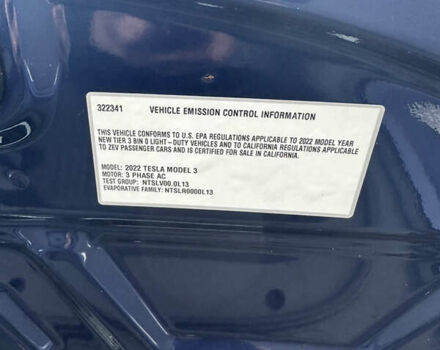 322341 VEHICLE EMISSION CONTROL INFORMATION
THIS VEHICLE CONFORMS TO U.S. EPA REGULATIONS APPLICABLE TO 2022 MODEL YEAR
NEW TIER 3 BIN 0 LIGHT-DUTY VEHICLES AND TO CALIFORNIA REGULATIONS APPLICABLE
TO ZEV PASSENGER CARS AND IS CERTIFIED FOR SALE IN CALIFORNIA.
MODEL: 2022 TESLA MODEL 3
MOTOR: 3 PHASE AC
TEST GROUP: NTSLV00.0L13
EVAPORATIVE FAMILY: NTSLR0000L13